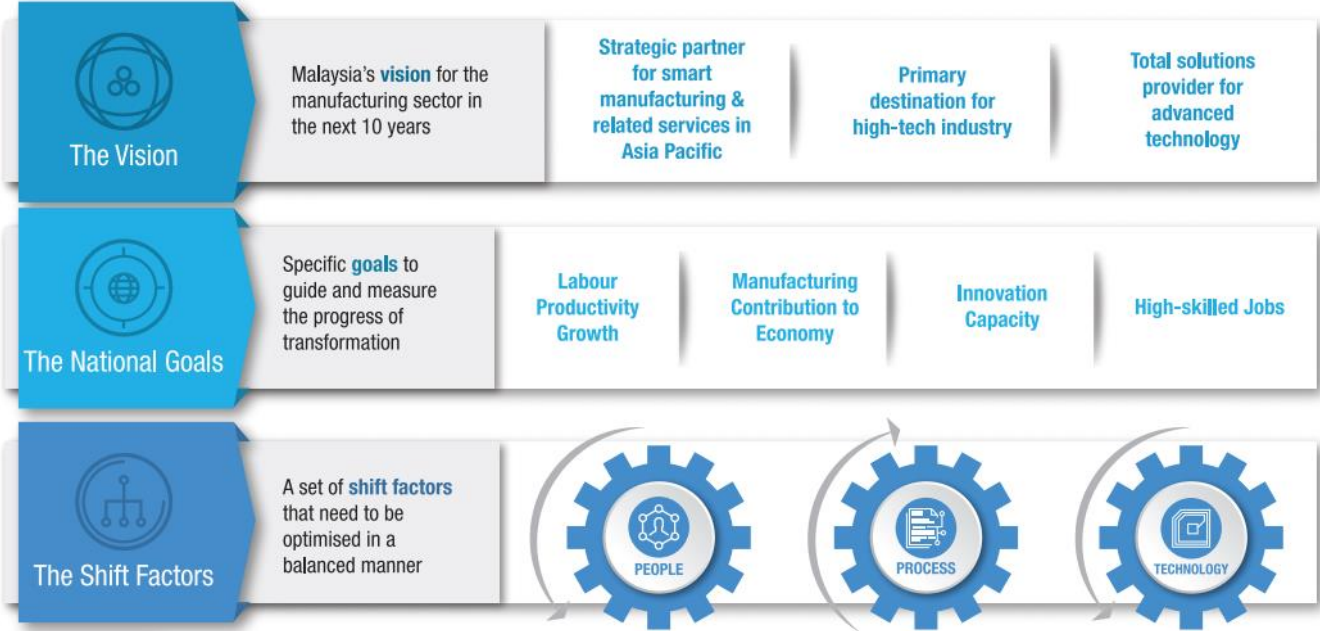 The Vision
Malaysia's vision for the
manufacturing sector in
the next 10 years
Strategic partner
for smart
manufacturing &
related services in
Asia Pacific
Primary
destination for
high-tech industry
Total solutions
provider for
advanced
technology
The National Goals
Specific goals to
guide and measure
the progress of
transformation
Labour
Productivity
Growth
Manufacturing
Contribution to
Economy
Innovation
Capacity
High-skilled Jobs
The Shift Factors
A set of shift factors
that need to be
optimised in a
balanced manner
PEOPLE
PROCESS
TECHNOLOGY